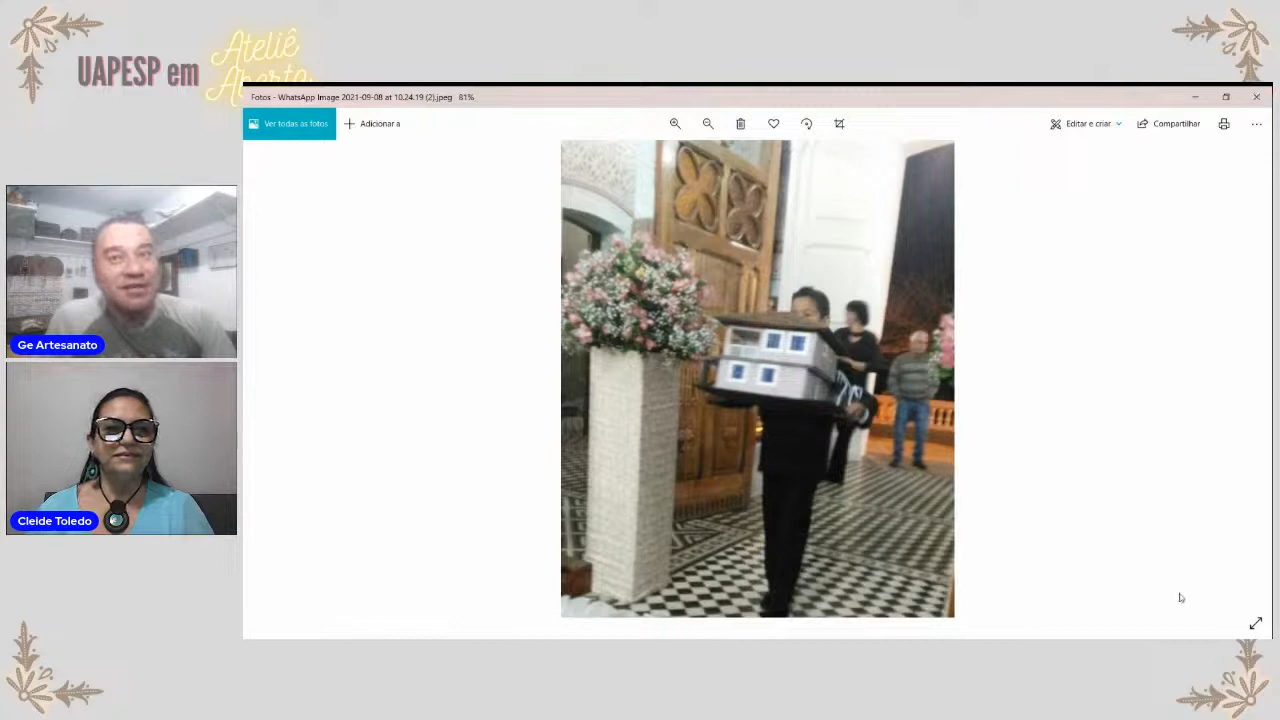 UAPESP em Ateliê
Aberto
Fotos - WhatsApp Image 2021-09-08 at 10.24.19 (2).jpeg 81%
Ver todas as fotos
Adicionar a
Editar e criar
Compartilhar
Ge Artesanato
Cleide Toledo